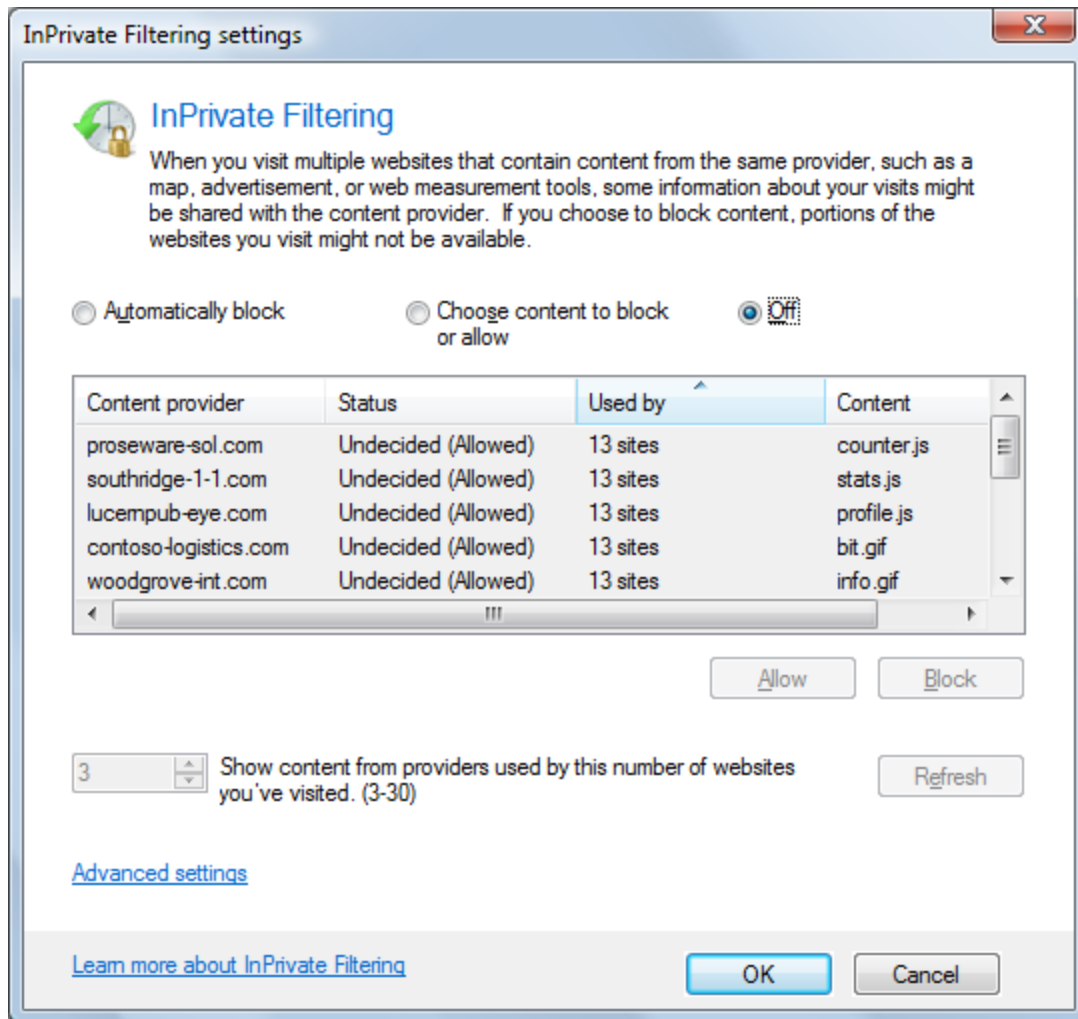 InPrivate Filtering settings
InPrivate Filtering
When you visit multiple websites that contain content from the same provider, such as a
map, advertisement, or web measurement tools, some information about your visits might
be shared with the content provider. If you choose to block content, portions of the
websites you visit might not be available.
Automatically block
Choose content to block
or allow
Off
Content provider Status Used by Content
proseware-sol.com Undecided (Allowed) 13 sites counter.js
southridge-1-1.com Undecided (Allowed) 13 sites stats.js
lucernpub-eye.com Undecided (Allowed) 13 sites profile.js
contoso-logistics.com Undecided (Allowed) 13 sites bit.gif
woodgrove-int.com Undecided (Allowed) 13 sites info.gif
Allow Block
3
Show content from providers used by this number of websites
you've visited. (3-30)
Refresh
Advanced settings
Learn more about InPrivate Filtering
OK Cancel